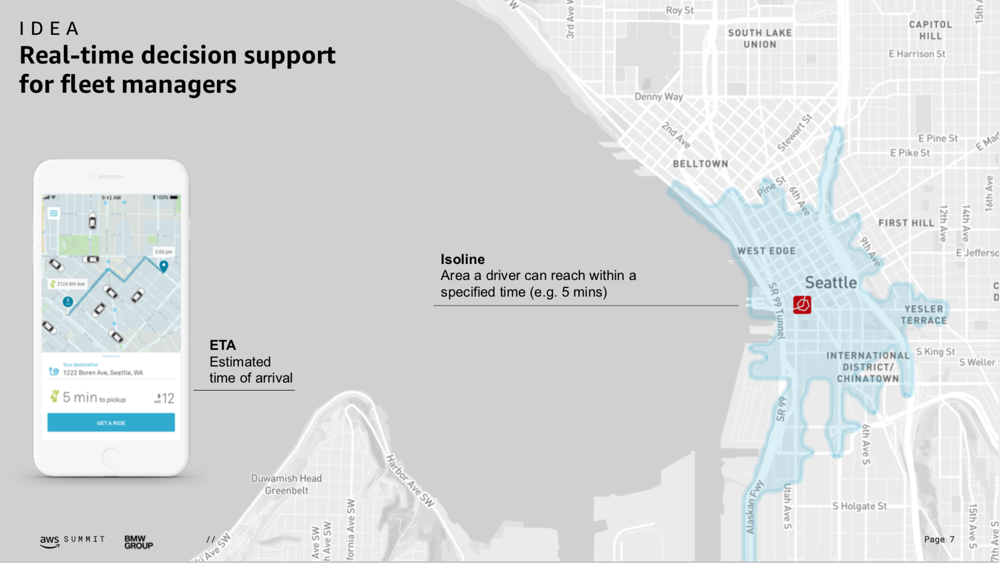 IDEA
Real-time decision support
for fleet managers
9:41 AM
100%
3:00 pm
2124 5th Ave
5
Your destination
1222 Boren Ave, Seattle, WA
5 min to pickup
$12
est
GET A RIDE
ETA
Estimated
time of arrival
Isoline
Area a driver can reach within a
specified time (e.g. 5 mins)
3rd Ave W
Roy St
SOUTH LAKE
UNION
CAPITOL
HILL
15th A
E Harrison St
Denny Way
2nd Ave
Stewart St
E Pine St
E Mad
E Pike St
BELLTOWN
Pine St
6th Ave
16th Ave
12th Ave
14th Ave
FIRST HILL
9th Ave
WEST EDGE
E Jefferso
Seattle
SR 99 Tunnel
YESLER
TERRACE
INTERNATIONAL
DISTRICT/
CHINATOWN
S King St
S Weller
SR 99
6th Ave S
Duwamish Head
Greenbelt
Harbor Ave SW
Alaskan Fwy
Utah Ave S
S Holgate St
15th Ave S
7th Ave S
ki Ave SW
Ave SW
h Ave SW
fornia Ave SW
aws SUMMIT
BMW
GROUP
//
Page 7